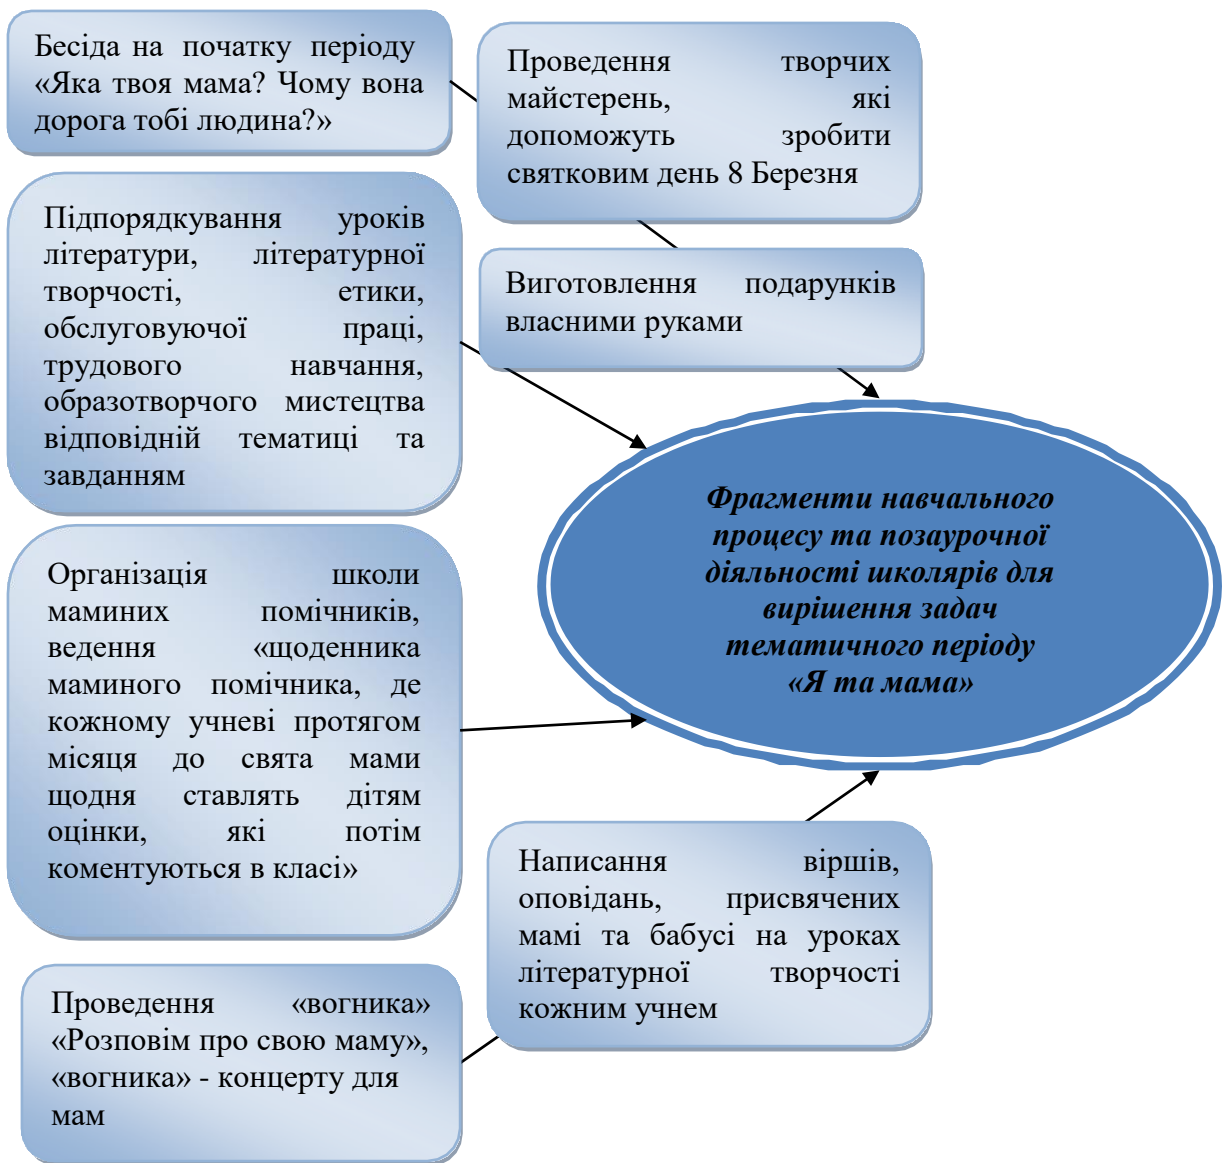 Бесіда на початку періоду
«Яка твоя мама? Чому вона
дорога тобі людина?»
Проведення творчих
майстерень, які
допоможуть зробити
святковим день 8 Березня
Підпорядкування уроків
літератури, літературної
творчості, етики,
обслуговуючої праці,
трудового навчання,
образотворчого мистецтва
відповідній тематиці та
завданням
Виготовлення подарунків
власними руками
Фрагменти навчального
процесу та позаурочної
діяльності школярів для
вирішення задач
тематичного періоду
«Я та мама»
Організація школи
маминих помічників,
ведення «щоденника
маминого помічника, де
кожному учневі протягом
місяця до свята мами
щодня ставлять дітям
оцінки, які потім
коментуються в класі»
Написання віршів,
оповідань, присвячених
мамі та бабусі на уроках
літературної творчості
кожним учнем
Проведення «вогника»
«Розповім про свою маму»,
«вогника» - концерту для
мам